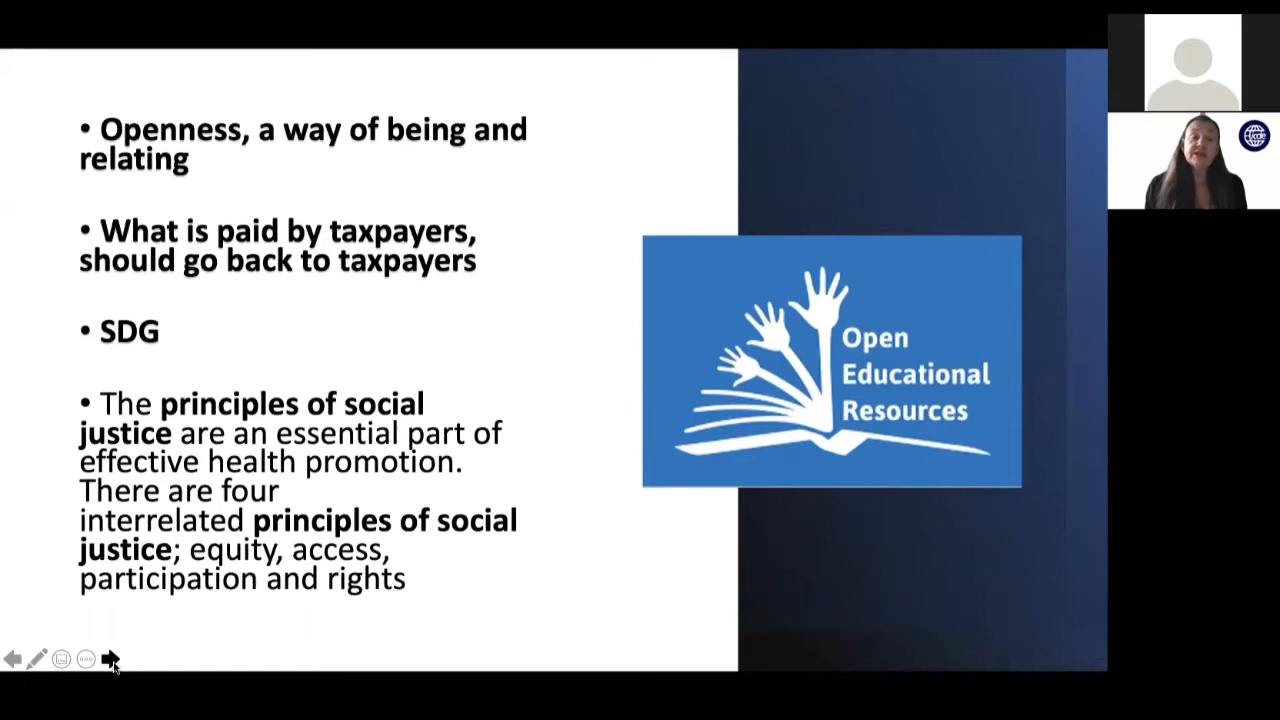 • Openness, a way of being and
relating
• What is paid by taxpayers,
should go back to taxpayers
• SDG
• The principles of social
justice are an essential part of
effective health promotion.
There are four
interrelated principles of social
justice; equity, access,
participation and rights
Open
Educational
Resources
icde